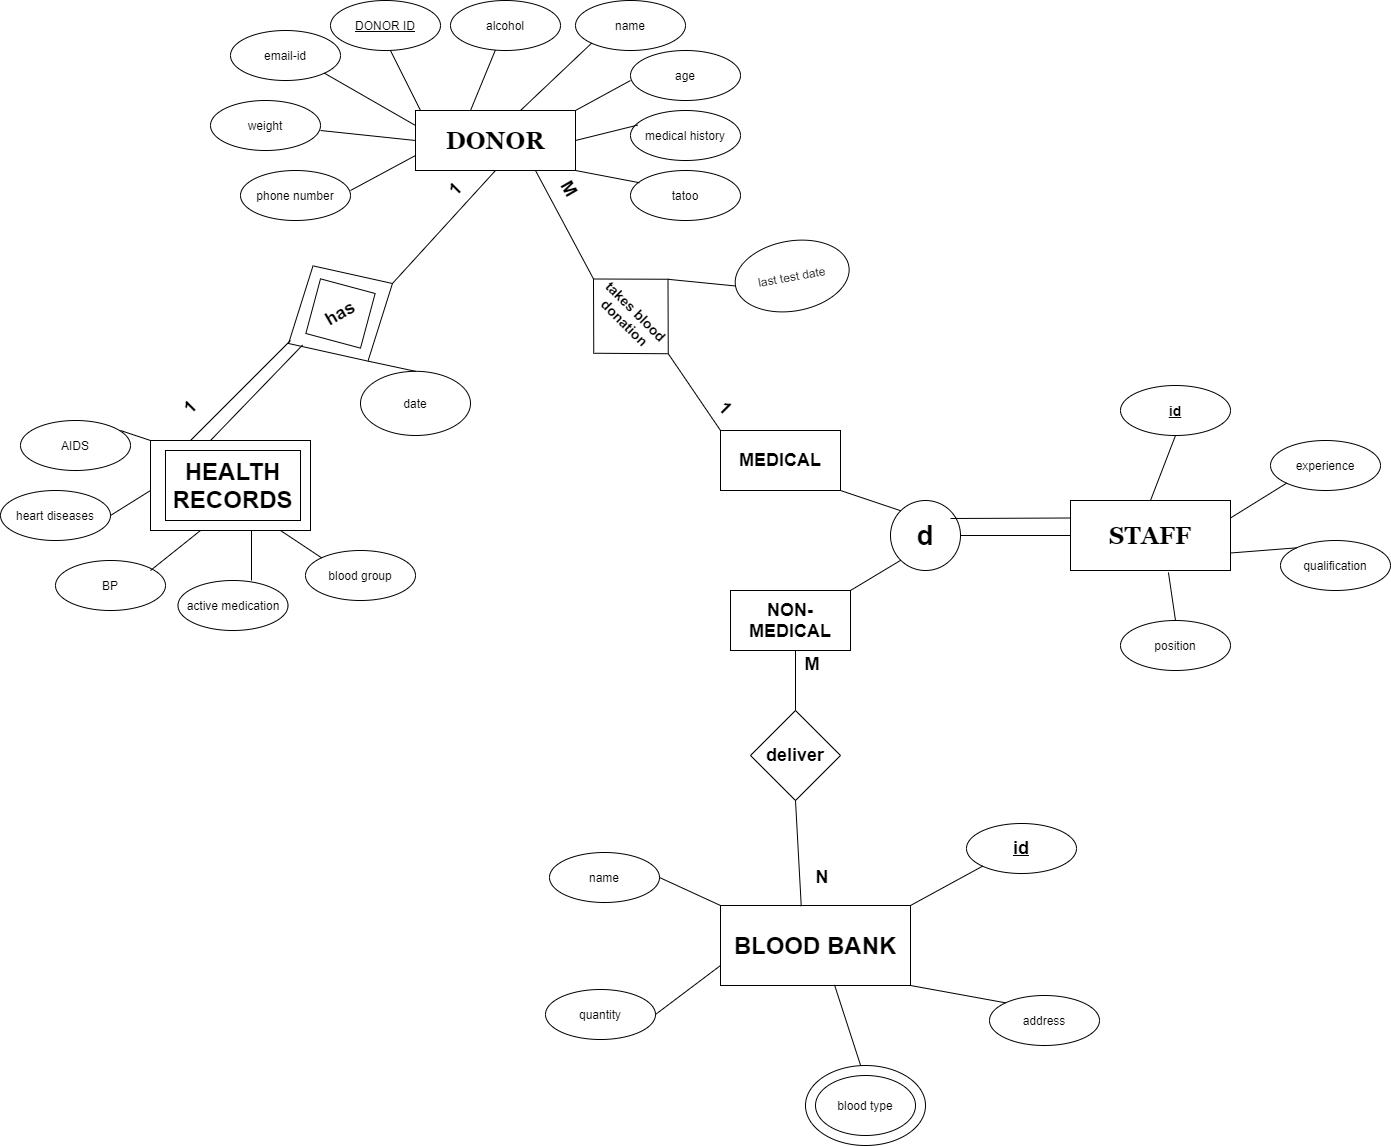 DONOR ID
alcohol
name
email-id
age
weight
DONOR
medical history
phone number
tatoo
1
M
last test date
has
takes blood
donation
date
1
1
id
AIDS
MEDICAL
experience
HEALTH
RECORDS
heart diseases
d
STAFF
qualification
BP
active medication
blood group
NON-
MEDICAL
position
M
deliver
N
id
name
BLOOD BANK
quantity
address
blood type